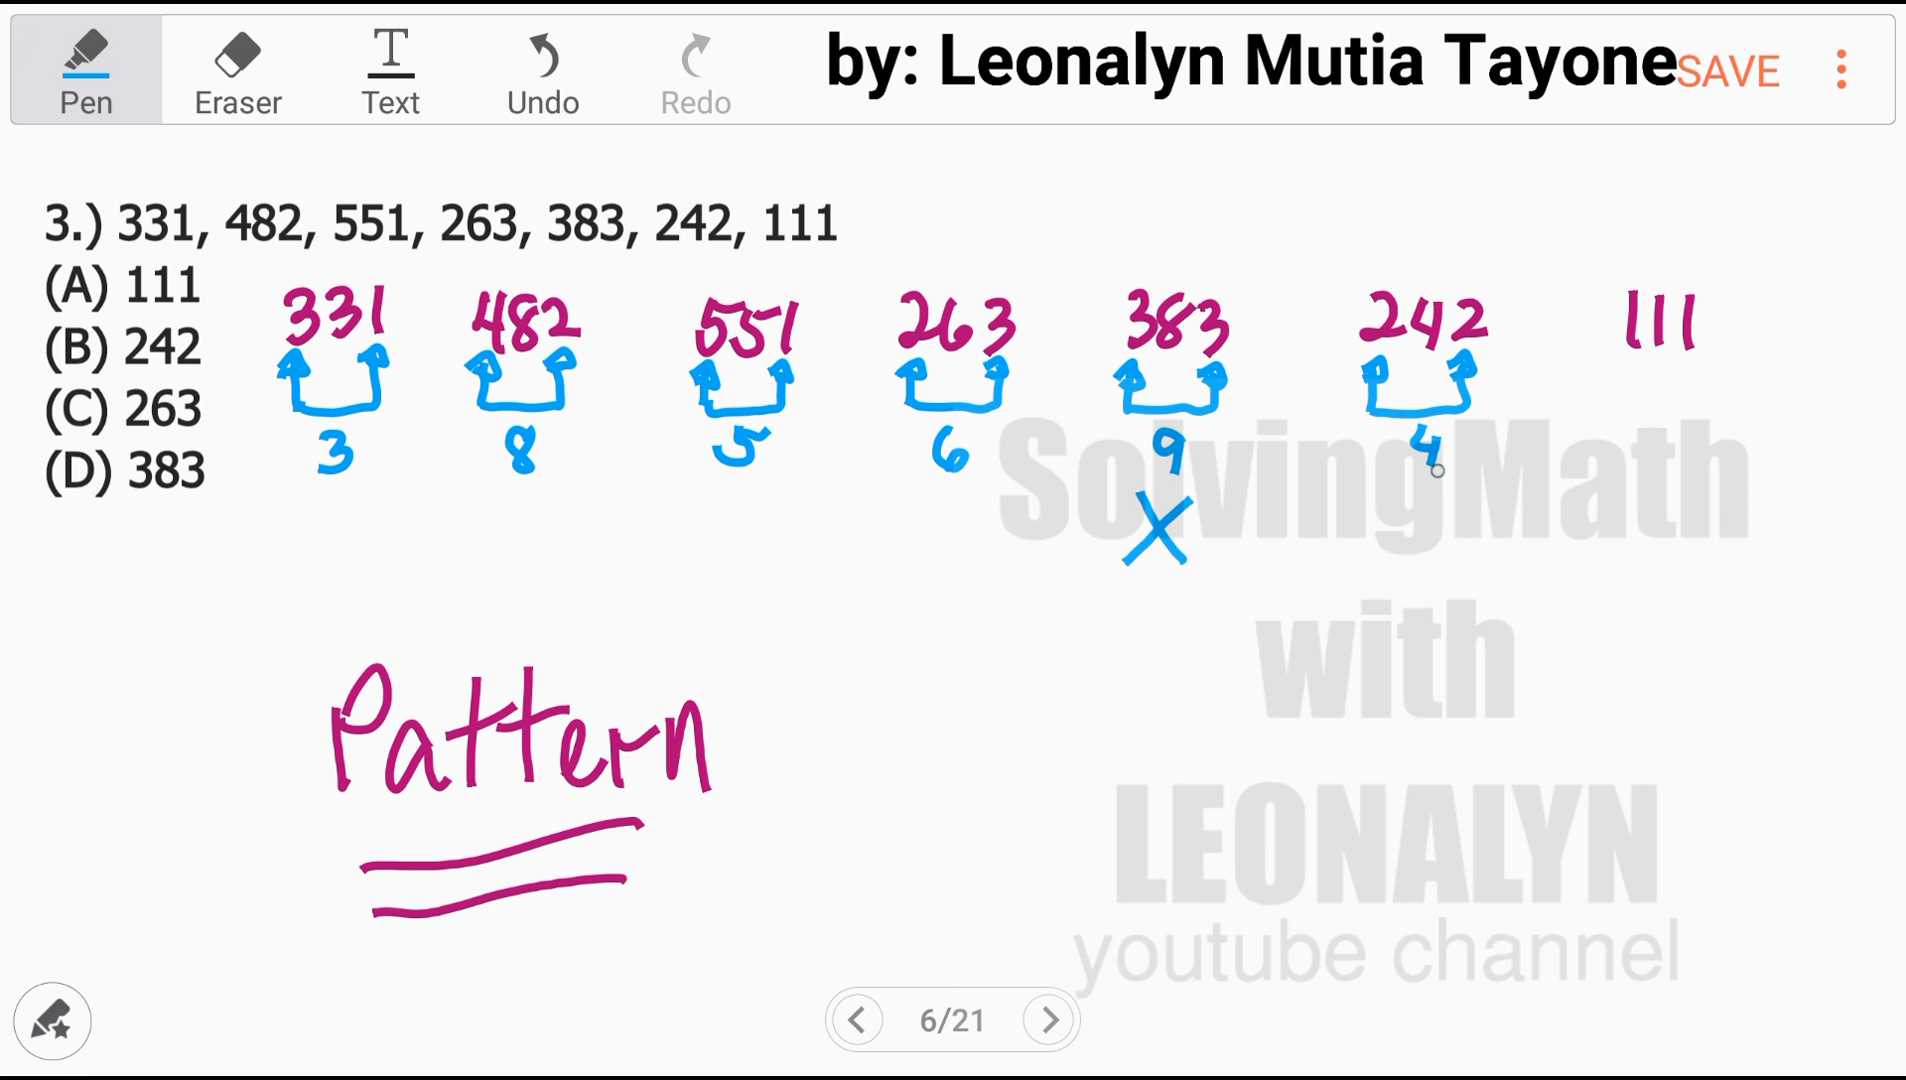 Pen Eraser Text Undo Redo by: Leonalyn Mutia Tayone SAVE
3.) 331, 482, 551, 263, 383, 242, 111
(A) 111
(B) 242
(C) 263
(D) 383
331 482 551 263 383 242 111
3 8 5 6 9 4
X
SolvingMath
with
LEONALYN
youtube channel
Pattern
6/21